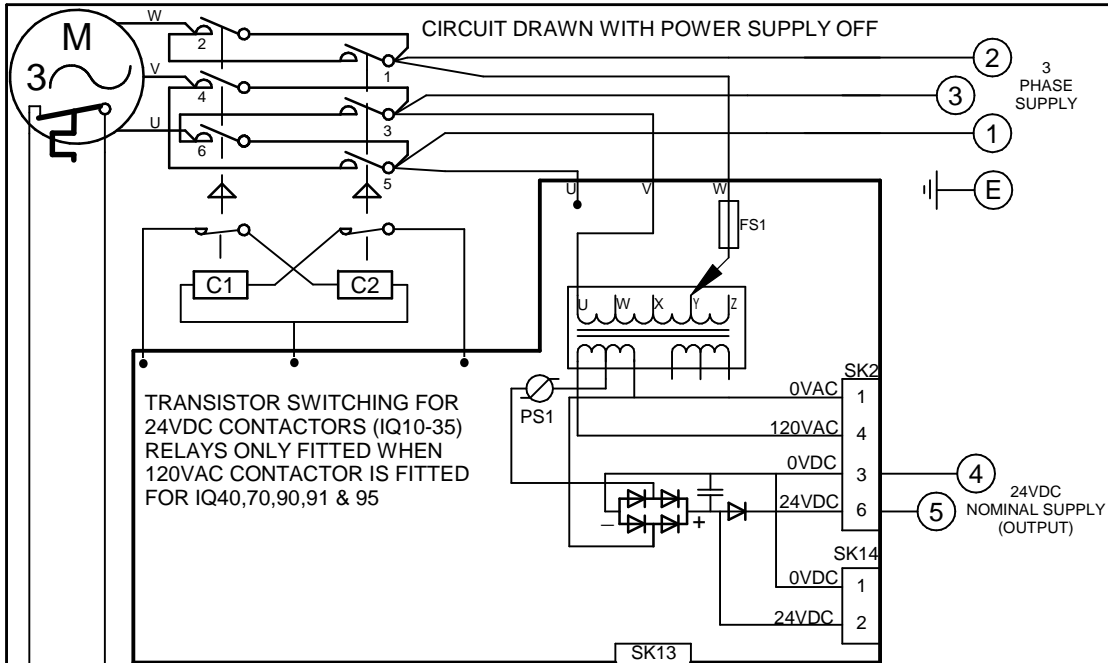 CIRCUIT DRAWN WITH POWER SUPPLY OFF
M
3
W
V
U
2
4
6
1
3
5
2
3
1
3
PHASE
SUPPLY
E
U
V
W
FS1
C1
C2
U W X Y Z
PS1
TRANSISTOR SWITCHING FOR
24VDC CONTACTORS (IQ10-35)
RELAYS ONLY FITTED WHEN
120VAC CONTACTOR IS FITTED
FOR IQ40,70,90,91 & 95
SK2
0VAC 1
120VAC 4
0VDC 3
24VDC 6
4
5
24VDC
NOMINAL SUPPLY
(OUTPUT)
− +
SK14
0VDC 1
24VDC 2
SK13